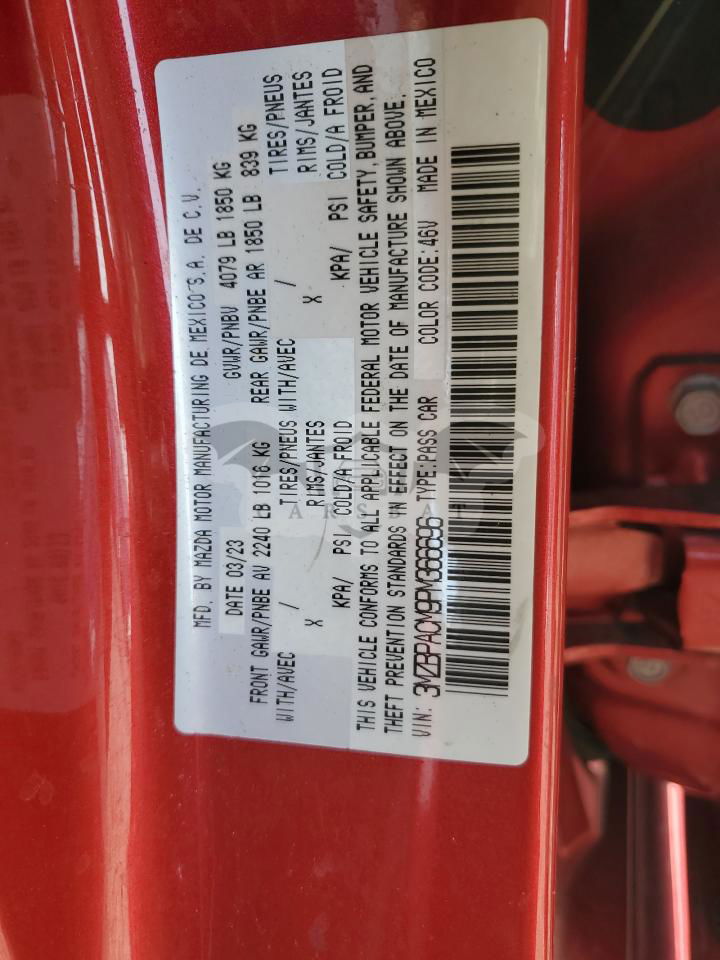 MFD. BY MAZDA MOTOR MANUFACTURING DE MEXICO S.A. DE C.V.
DATE 03/23 GVWR/PNBV 4079 LB 1850 KG
FRONT GAWR/PNBE AV 2240 LB 1016 KG REAR GAWR/PNBE AR 1850 LB 839 KG
WITH/AVEC / TIRES/PNEUS WITH/AVEC / TIRES/PNEUS
X RIMS/JANTES X RIMS/JANTES
KPA/ PSI COLD/A FROID KPA/ PSI COLD/A FROID
THIS VEHICLE CONFORMS TO ALL APPLICABLE FEDERAL MOTOR VEHICLE SAFETY, BUMPER, AND
THEFT PREVENTION STANDARDS IN EFFECT ON THE DATE OF MANUFACTURE SHOWN ABOVE.
VIN: 3MZBPACM9PM366696 TYPE:PASS CAR COLOR CODE:46V MADE IN MEXICO